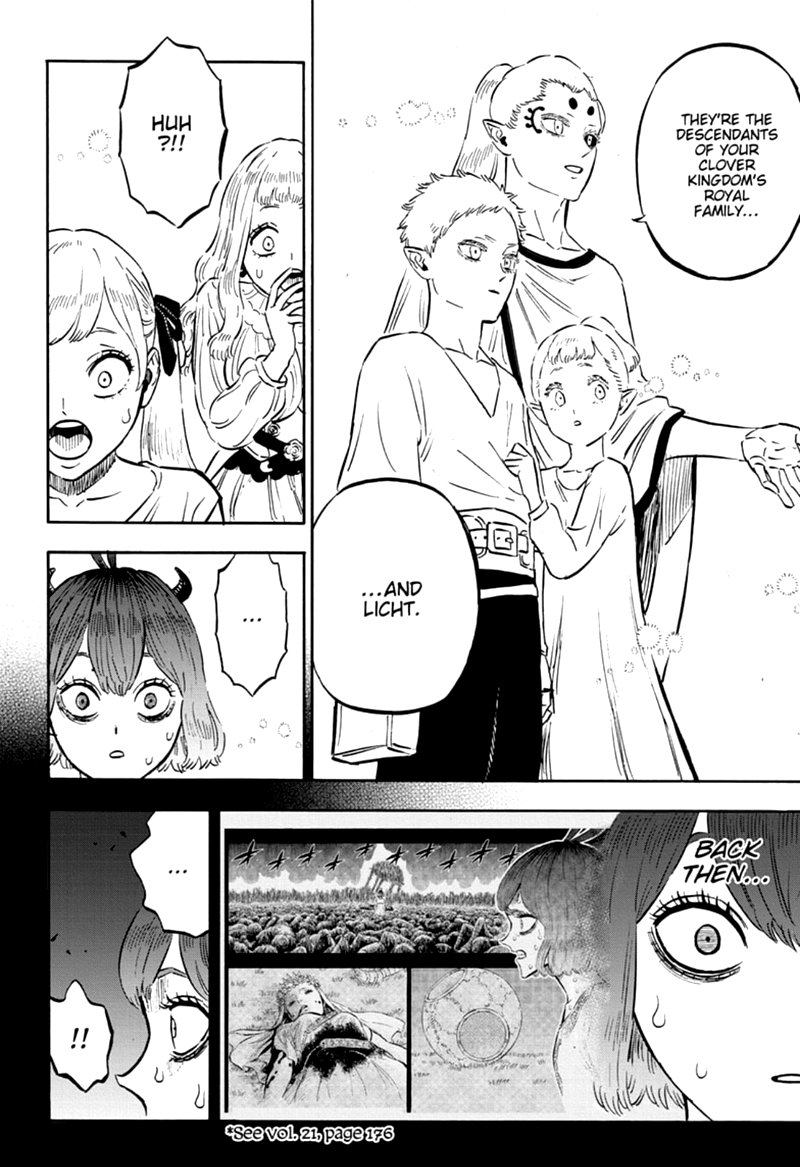 THEY'RE THE
DESCENDANTS
OF YOUR
CLOVER
KINGDOM'S
ROYAL
FAMILY...
...AND
LICHT.
HUH
?!!
...
BACK
THEN...
...
!!
*See vol. 21, page 176